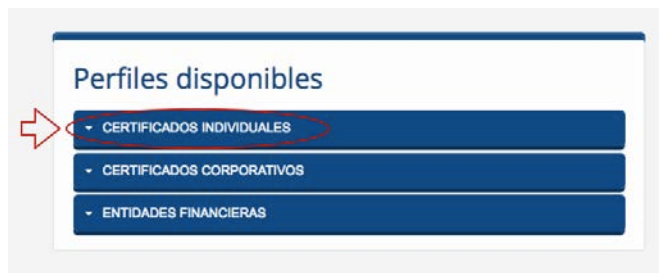 Perfiles disponibles
CERTIFICADOS INDIVIDUALES
CERTIFICADOS CORPORATIVOS
ENTIDADES FINANCIERAS